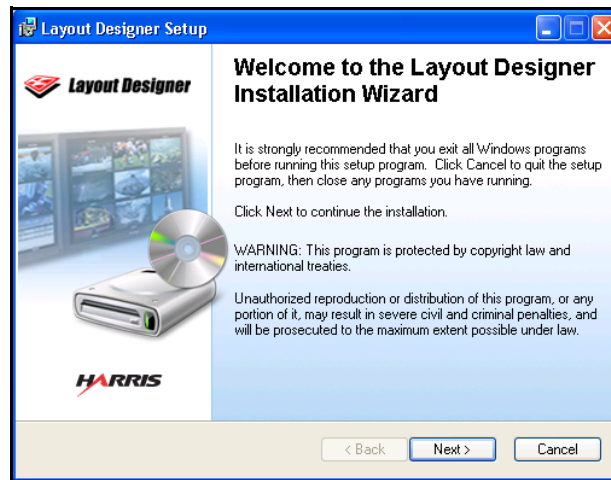 Layout Designer Setup
Layout Designer
Welcome to the Layout Designer
Installation Wizard
It is strongly recommended that you exit all Windows programs
before running this setup program. Click Cancel to quit the setup
program, then close any programs you have running.
Click Next to continue the installation.
WARNING: This program is protected by copyright law and
international treaties.
Unauthorized reproduction or distribution of this program, or any
portion of it, may result in severe civil and criminal penalties, and
will be prosecuted to the maximum extent possible under law.
HARRIS
< Back
Next >
Cancel